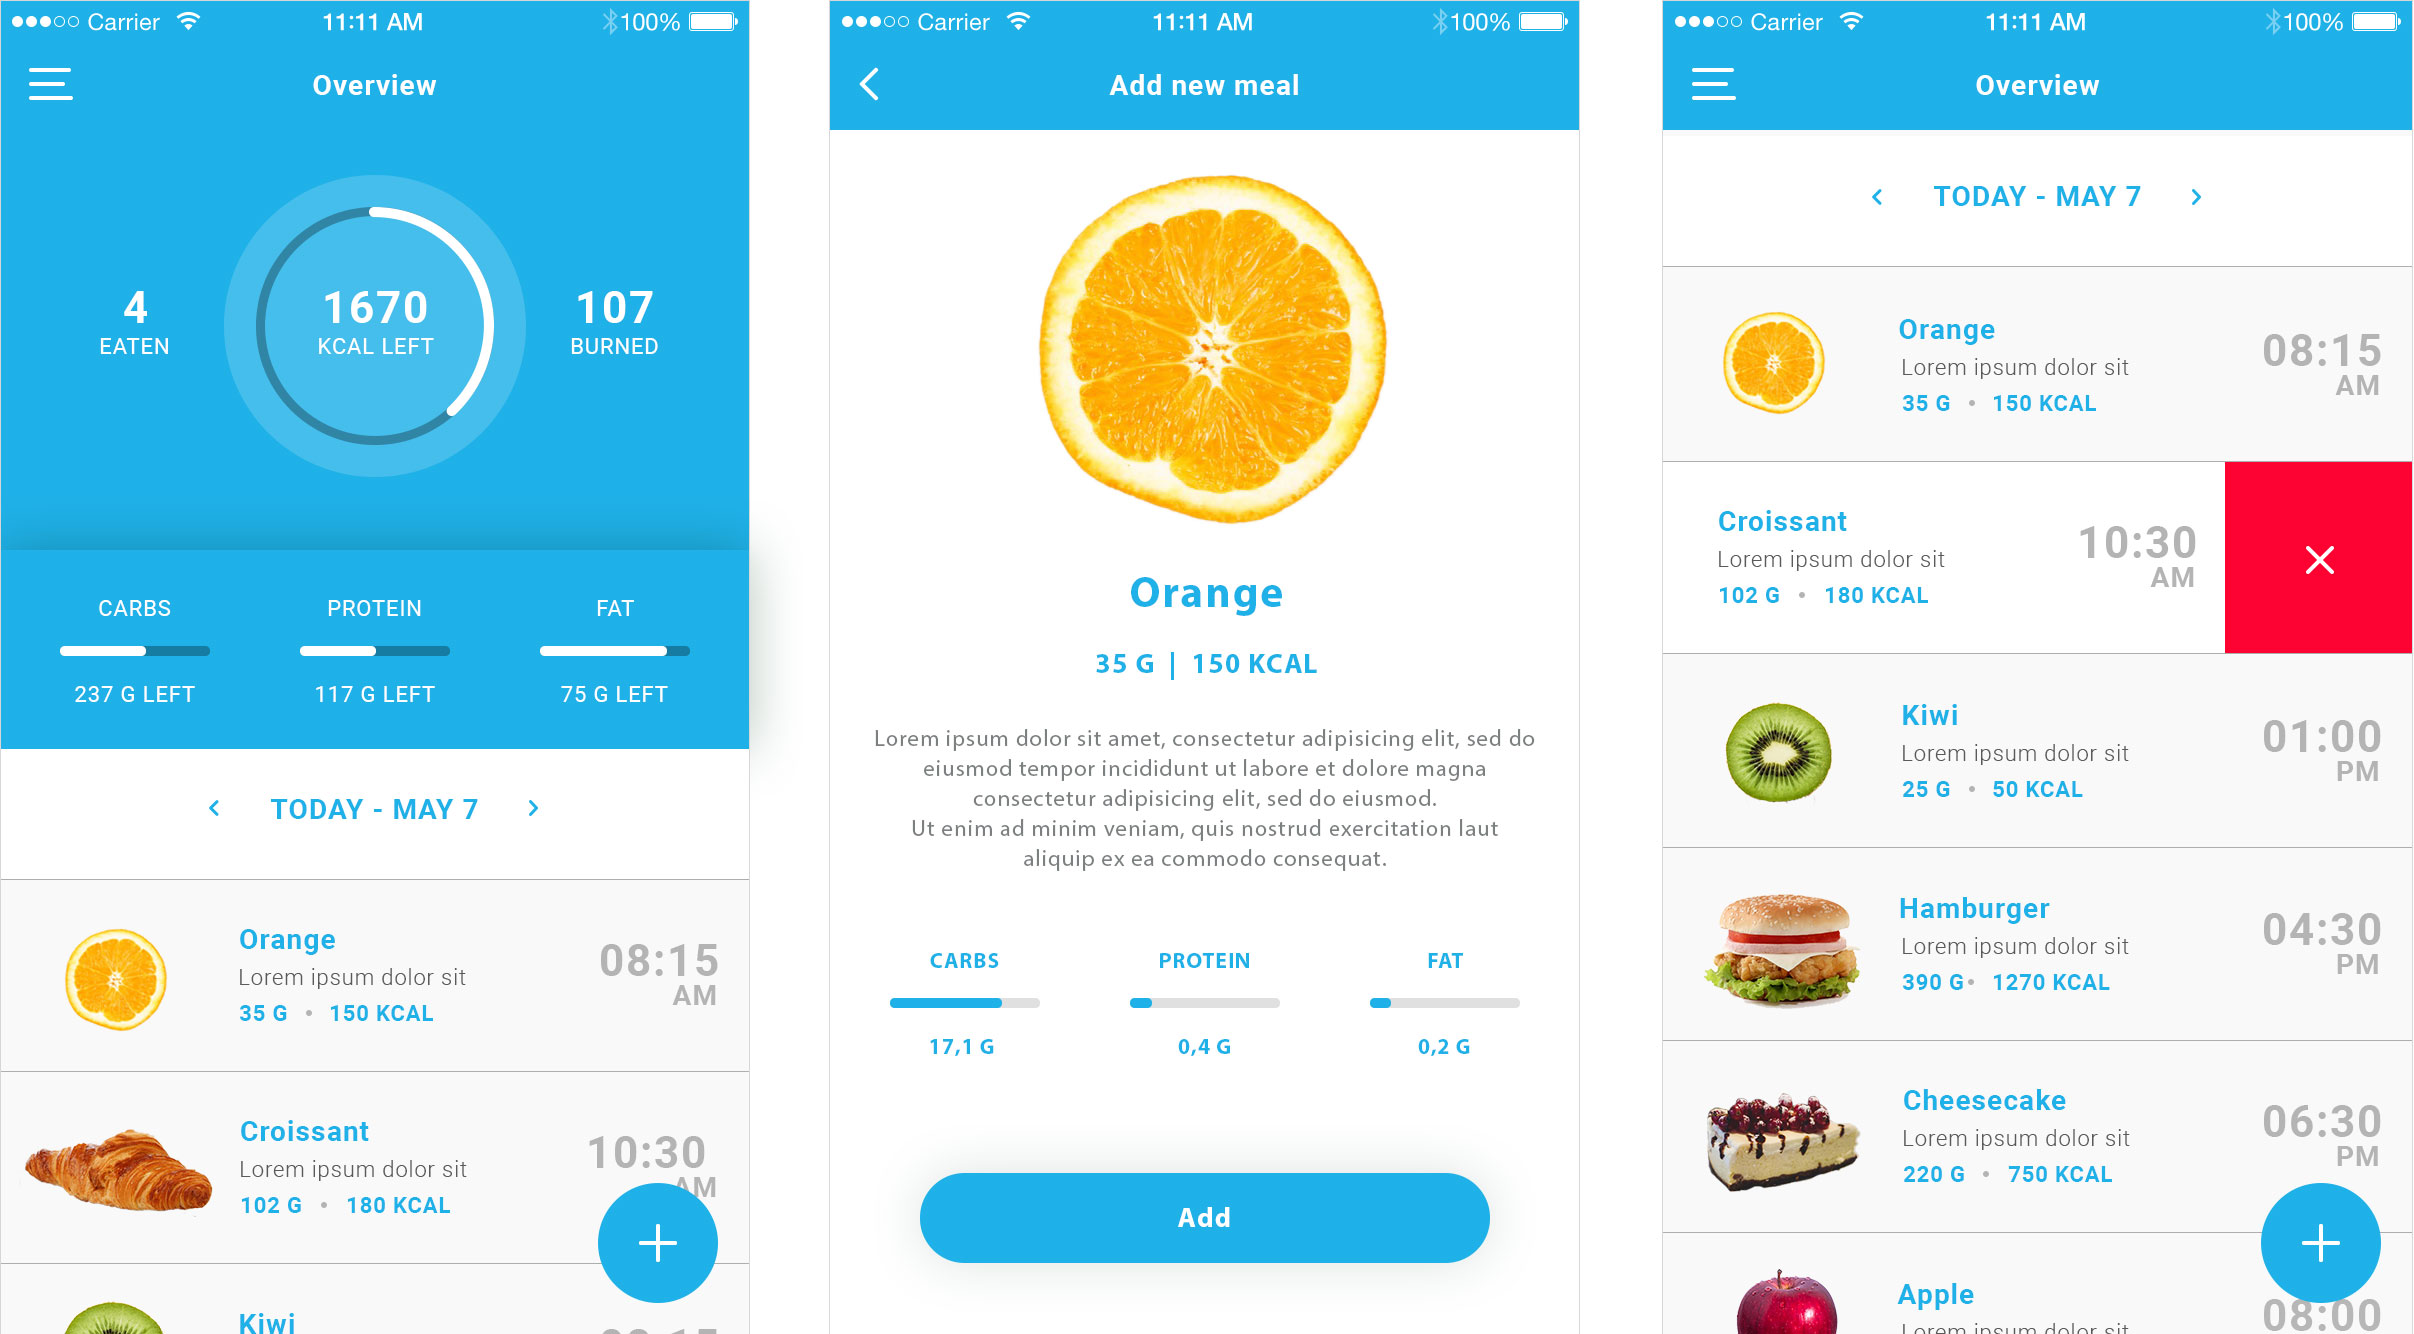 Carrier 11:11 AM 100%
Overview
4
EATEN
1670
KCAL LEFT
107
BURNED
CARBS PROTEIN FAT
237 G LEFT 117 G LEFT 75 G LEFT
TODAY - MAY 7
Orange
Lorem ipsum dolor sit
35 G • 150 KCAL
08:15
AM
Croissant
Lorem ipsum dolor sit
102 G • 180 KCAL
10:30
AM
Kiwi
Carrier 11:11 AM 100%
Add new meal
Orange
35 G | 150 KCAL
Lorem ipsum dolor sit amet, consectetur adipisicing elit, sed do
eiusmod tempor incididunt ut labore et dolore magna
consectetur adipisicing elit, sed do eiusmod.
Ut enim ad minim veniam, quis nostrud exercitation laut
aliquip ex ea commodo consequat.
CARBS PROTEIN FAT
17,1 G 0,4 G 0,2 G
Add
Carrier 11:11 AM 100%
Overview
TODAY - MAY 7
Orange
Lorem ipsum dolor sit
35 G • 150 KCAL
08:15
AM
Croissant
Lorem ipsum dolor sit
102 G • 180 KCAL
10:30
AM
Kiwi
Lorem ipsum dolor sit
25 G • 50 KCAL
01:00
PM
Hamburger
Lorem ipsum dolor sit
390 G • 1270 KCAL
04:30
PM
Cheesecake
Lorem ipsum dolor sit
220 G • 750 KCAL
06:30
PM
Apple
Lorem ipsum dolor sit
08:00